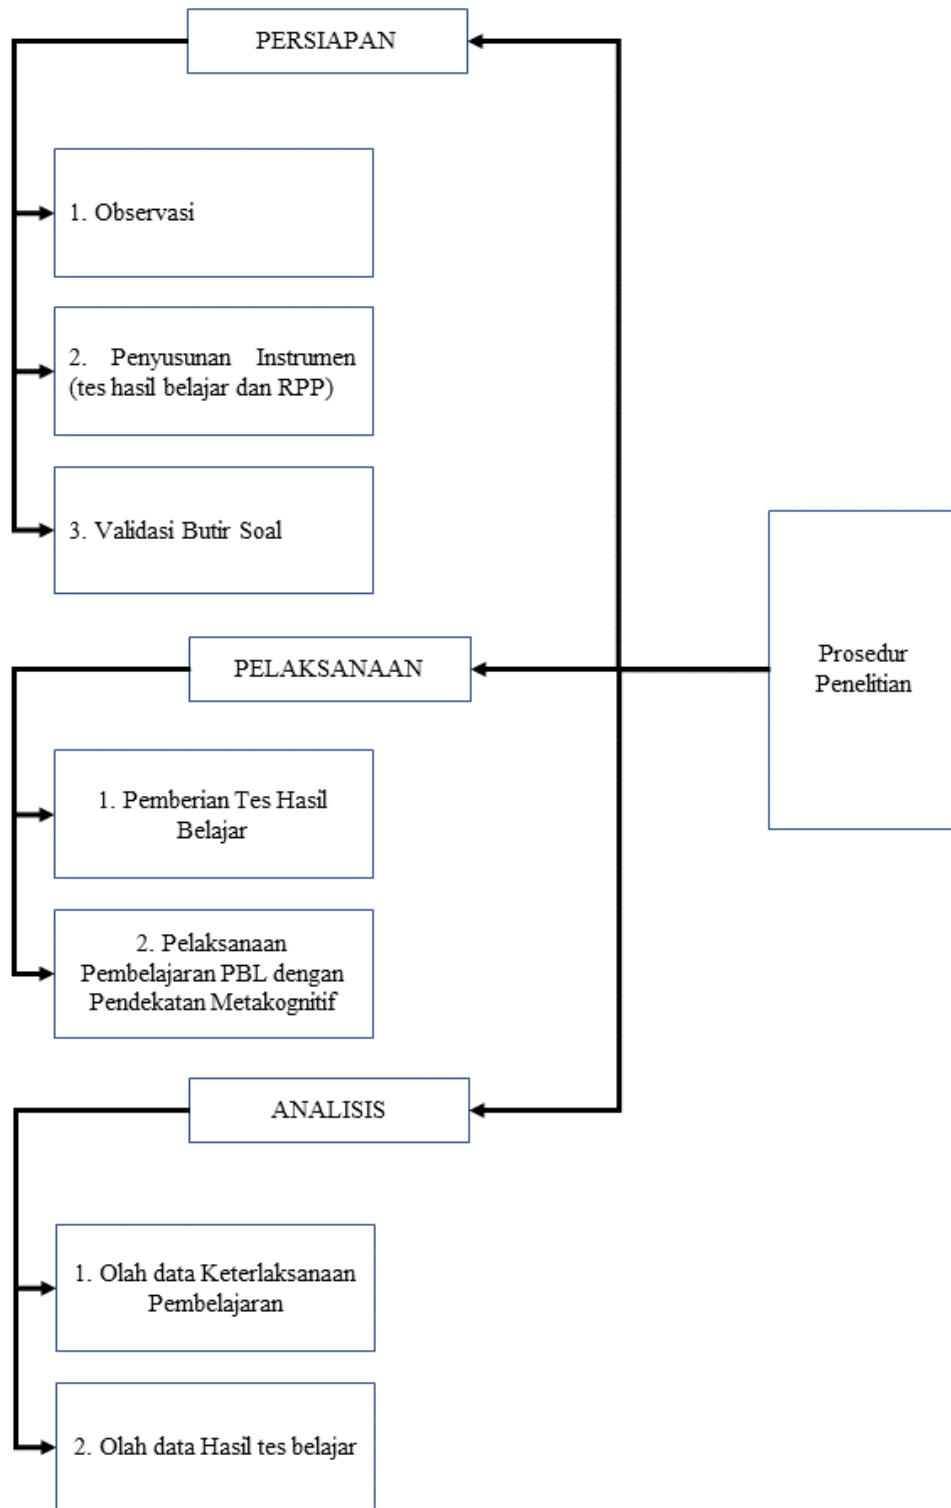 PERSIAPAN
1. Observasi
2. Penyusunan Instrumen
(tes hasil belajar dan RPP)
3. Validasi Butir Soal
PELAKSANAAN
Prosedur
Penelitian
1. Pemberian Tes Hasil
Belajar
2. Pelaksanaan
Pembelajaran PBL dengan
Pendekatan Metakognitif
ANALISIS
1. Olah data Keterlaksanaan
Pembelajaran
2. Olah data Hasil tes belajar